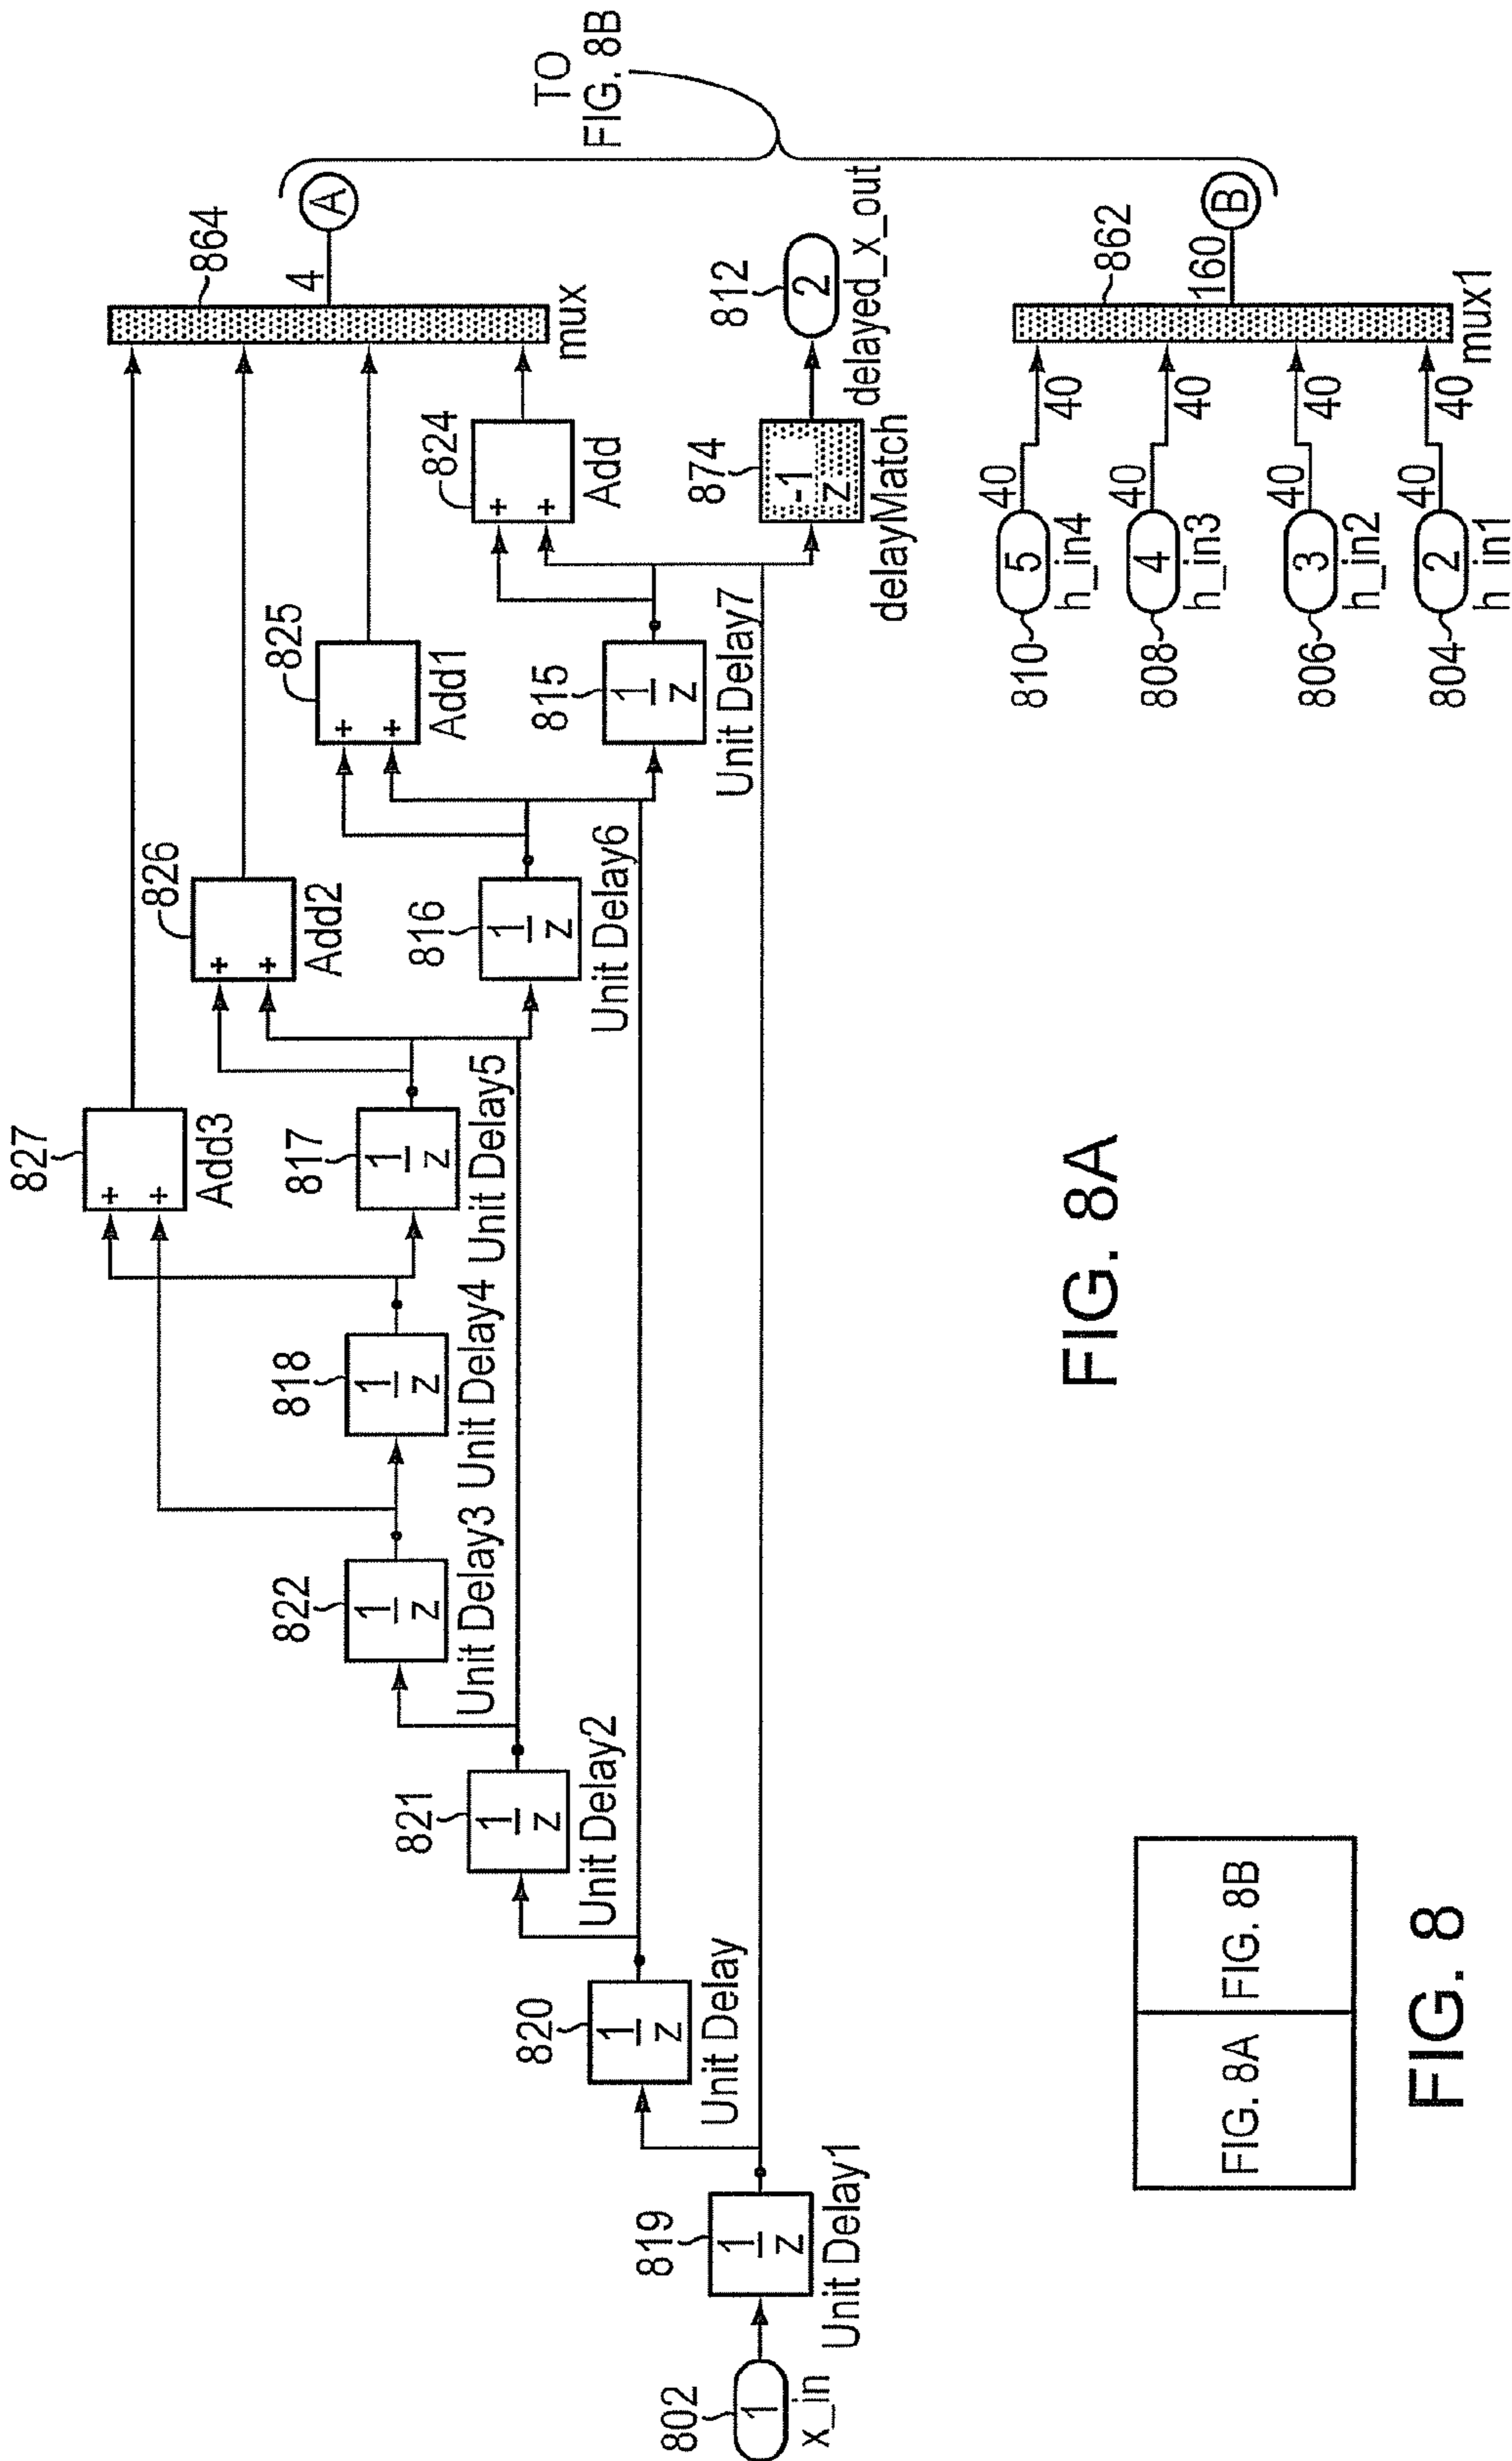 827
+
+
Add3
826
+
+
Add2
825
+
+
Add1
824
+
+
Add
864
mux
4
A
TO
FIG. 8B
822
1
z
Unit Delay3
818
1
z
Unit Delay4
817
1
z
Unit Delay5
816
1
z
Unit Delay6
815
1
z
Unit Delay7
821
1
z
Unit Delay2
820
1
z
Unit Delay
819
1
z
Unit Delay1
802
1
x_in
874
-1
z
delayMatch
812
2
delayed_x_out
810
5
h_in4
40
40
808
4
h_in3
40
40
806
3
h_in2
40
40
804
2
h_in1
40
40
862
mux1
160
B
FIG. 8A
FIG. 8A
FIG. 8B
FIG. 8